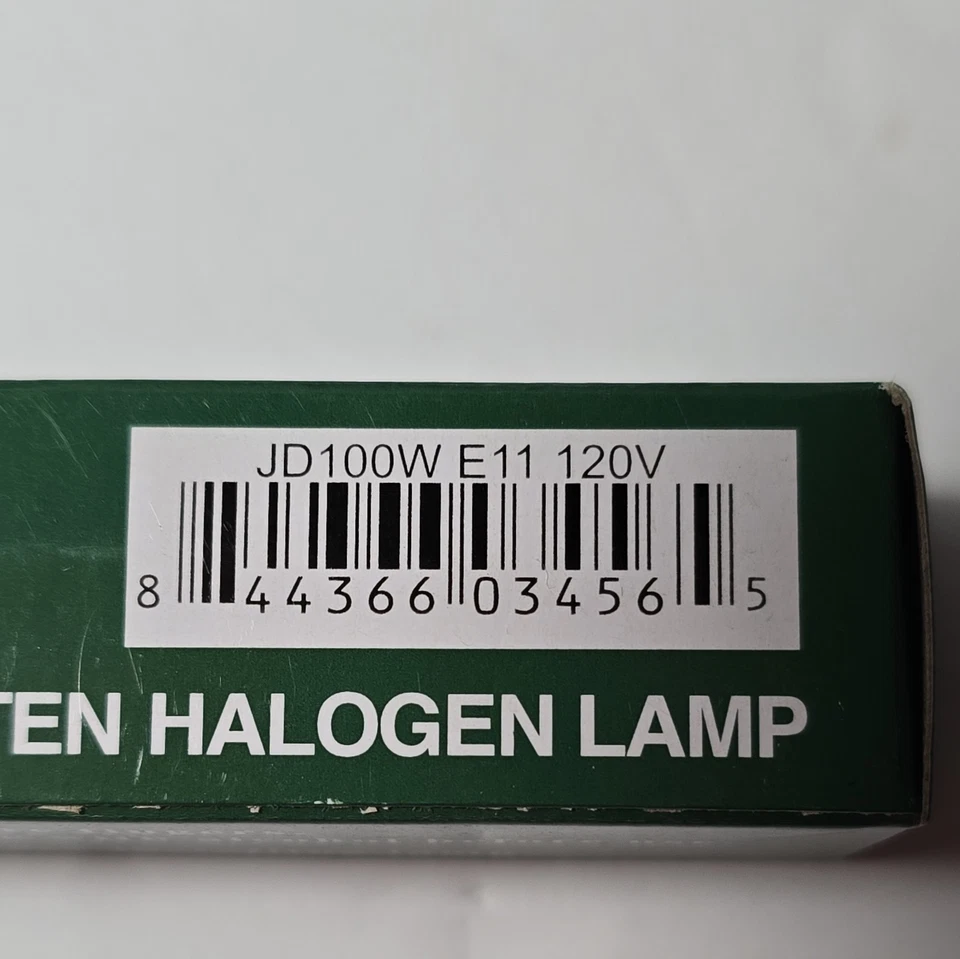 JD100W E11 120V
8 44366 03456 5
TEN HALOGEN LAMP